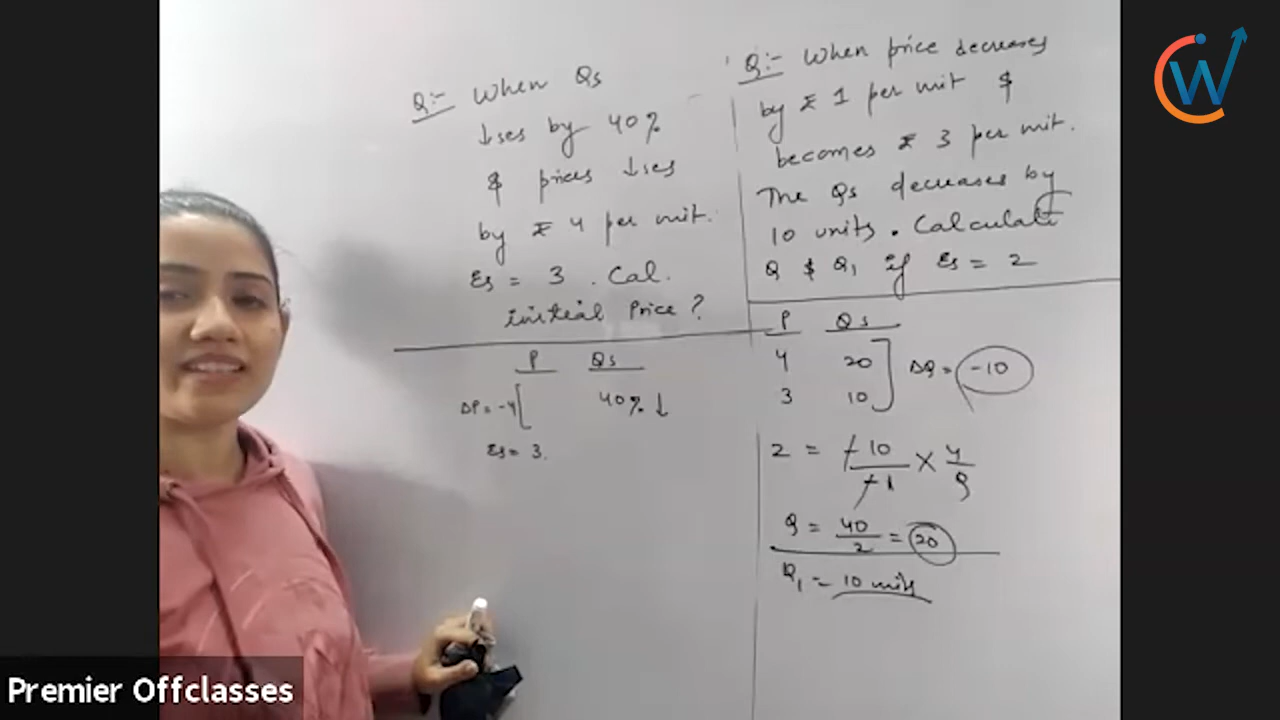 Q:- When Qs
↓ses by 40%
& prices ↓ses
by ₹ 4 per unit.
Es = 3 . Cal.
initial Price ?
P Qs
ΔP = -4 40% ↓
Es = 3.
Q:- When price decreases
by ₹ 1 per unit &
becomes ₹ 3 per unit.
The Qs decreases by
10 units . Calculate
Q & Q₁ if Es = 2
P Qs
4 20
3 10
ΔQ = -10
2 = -10/-1 × 4/Q
Q = 40/2 = 20
Q₁ = 10 units
W
Premier Offclasses